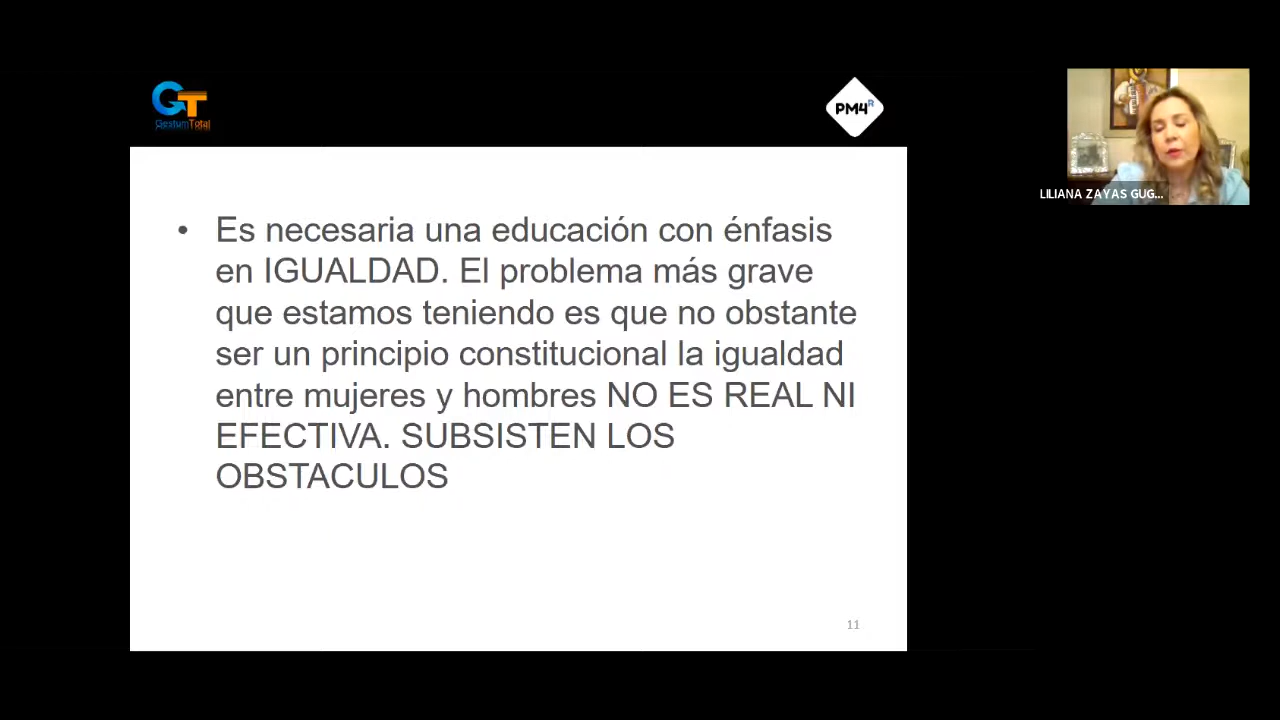 GT
GestumTotal
PM4R
LILIANA ZAYAS GUG...
• Es necesaria una educación con énfasis
en IGUALDAD. El problema más grave
que estamos teniendo es que no obstante
ser un principio constitucional la igualdad
entre mujeres y hombres NO ES REAL NI
EFECTIVA. SUBSISTEN LOS
OBSTACULOS
11